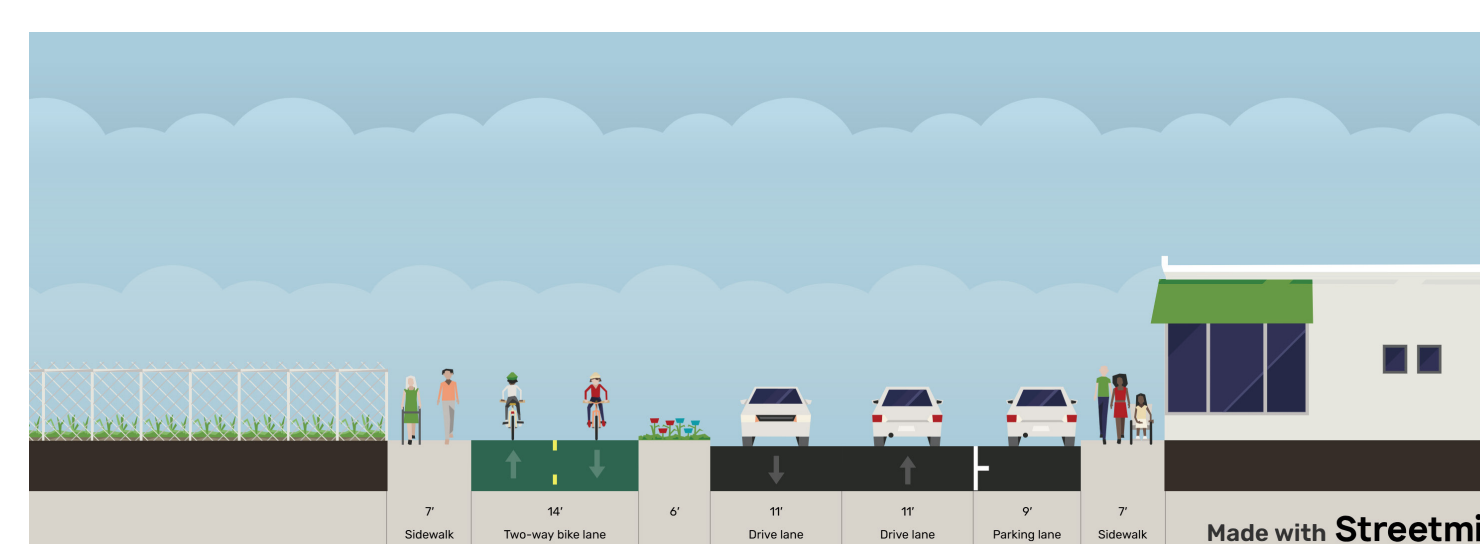 7′ 14′ 6′ 11′ 11′ 9′ 7′
Sidewalk Two-way bike lane Drive lane Drive lane Parking lane Sidewalk
Made with Streetmi